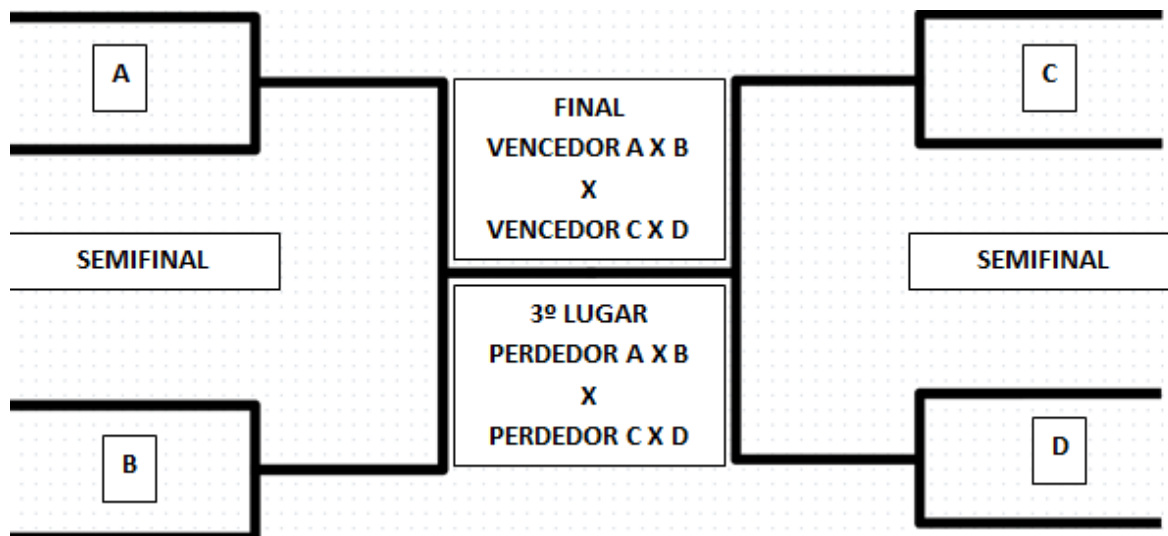 A
C
FINAL
VENCEDOR A X B
X
VENCEDOR C X D
SEMIFINAL
SEMIFINAL
3º LUGAR
PERDEDOR A X B
X
PERDEDOR C X D
B
D